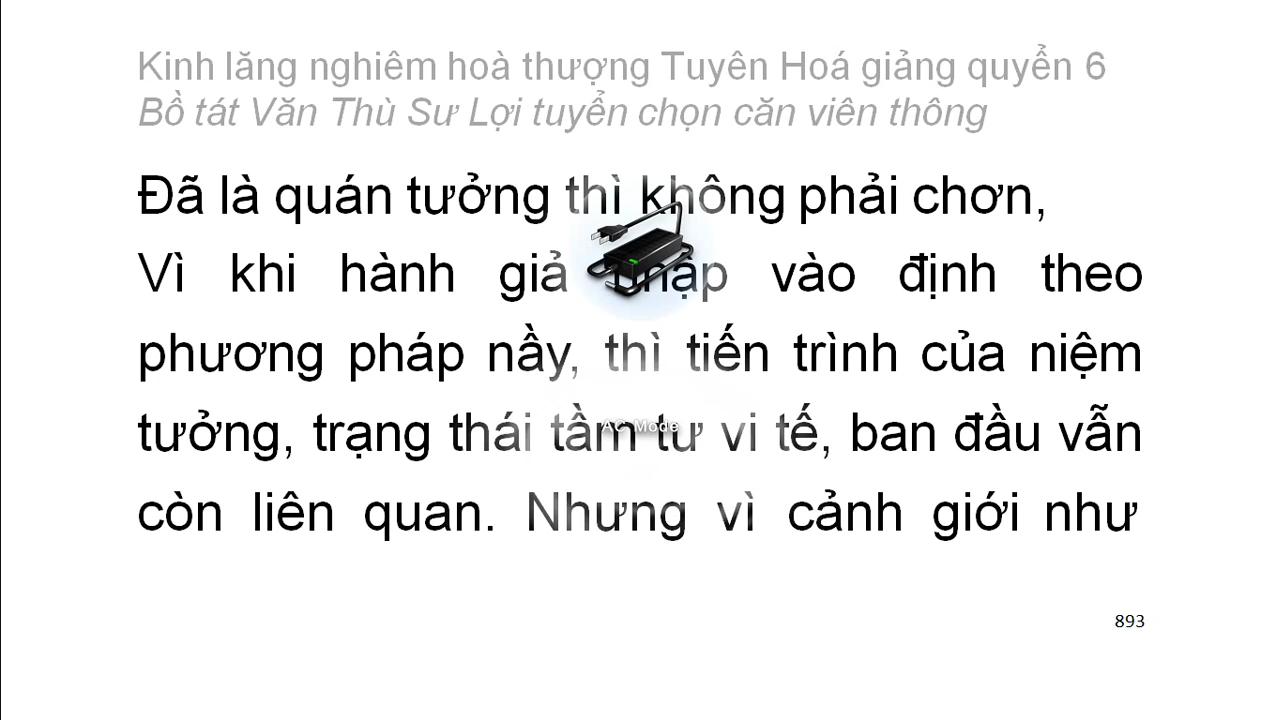 Kinh lăng nghiêm hoà thượng Tuyên Hoá giảng quyển 6
Bồ tát Văn Thù Sư Lợi tuyển chọn căn viên thông
Đã là quán tưởng thì không phải chơn,
Vì khi hành giả nhập vào định theo
phương pháp nầy, thì tiến trình của niệm
tưởng, trạng thái tầm tư vi tế, ban đầu vẫn
còn liên quan. Nhưng vì cảnh giới như
AC Mode
893